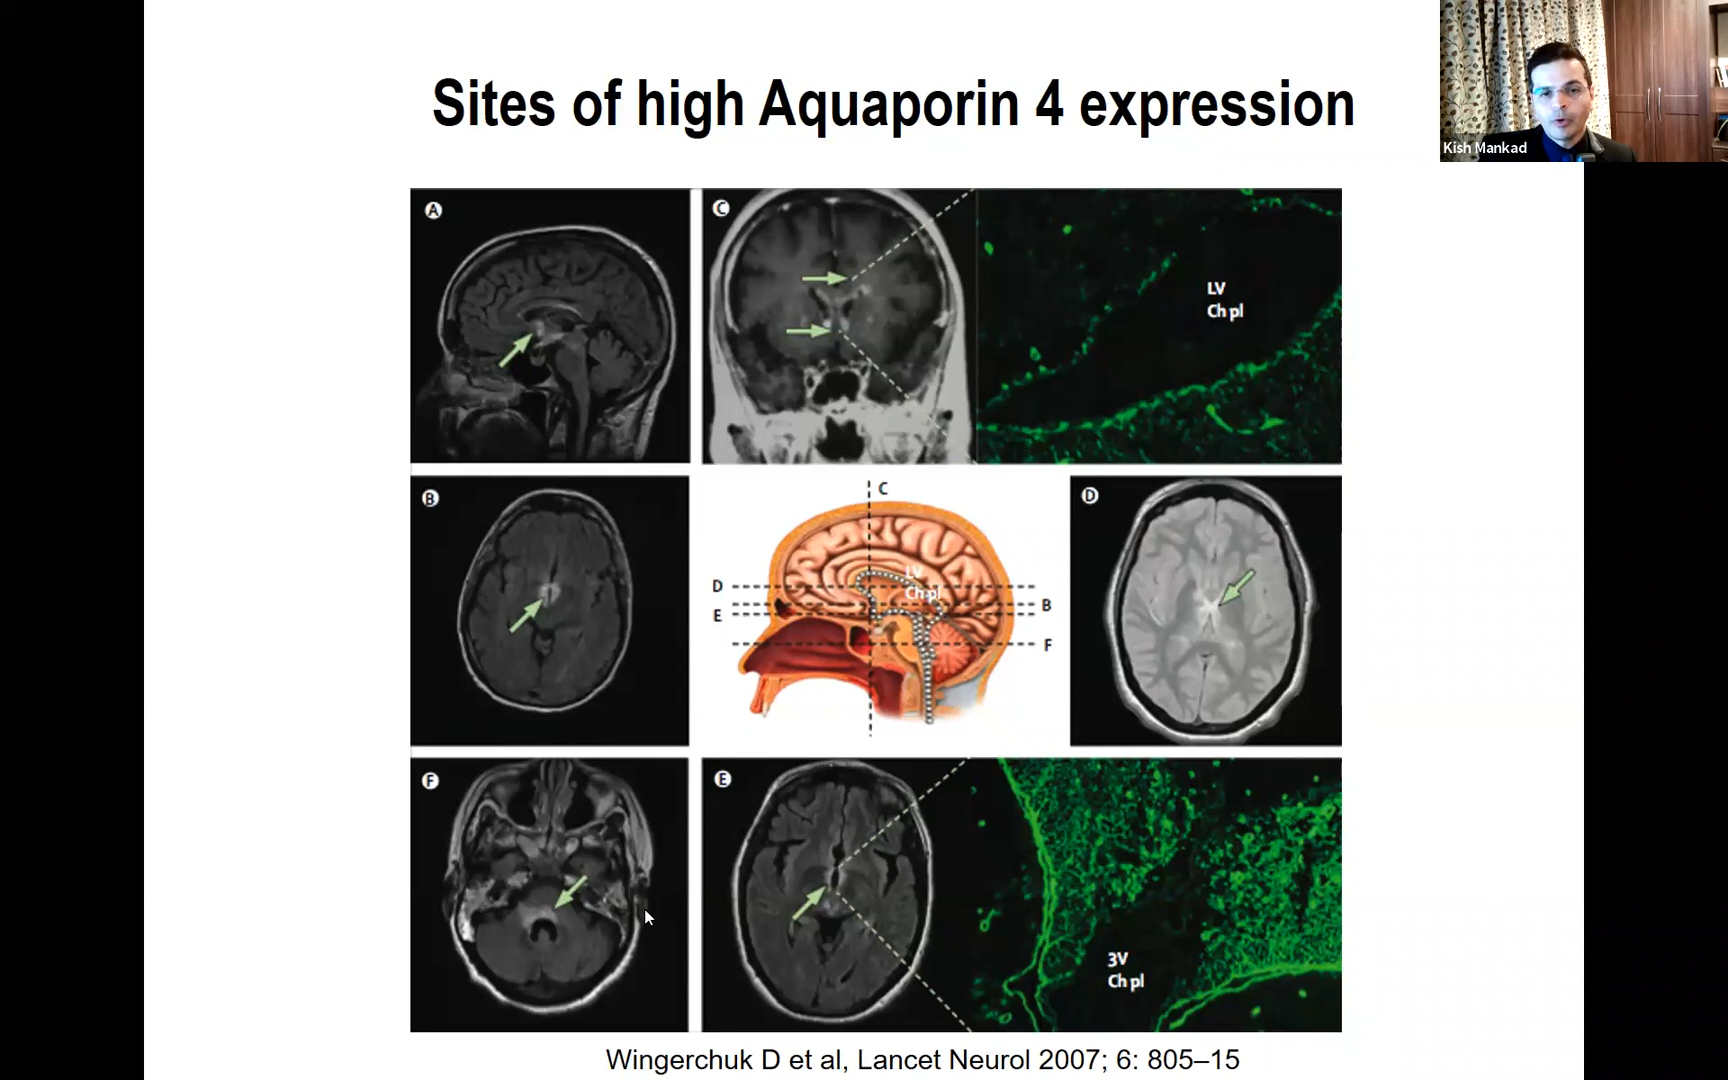 Sites of high Aquaporin 4 expression
Kish Mankad
A
C
LV
Ch pl
B
C
D
E
LV
Ch pl
B
F
D
F
E
3V
Ch pl
Wingerchuk D et al, Lancet Neurol 2007; 6: 805–15